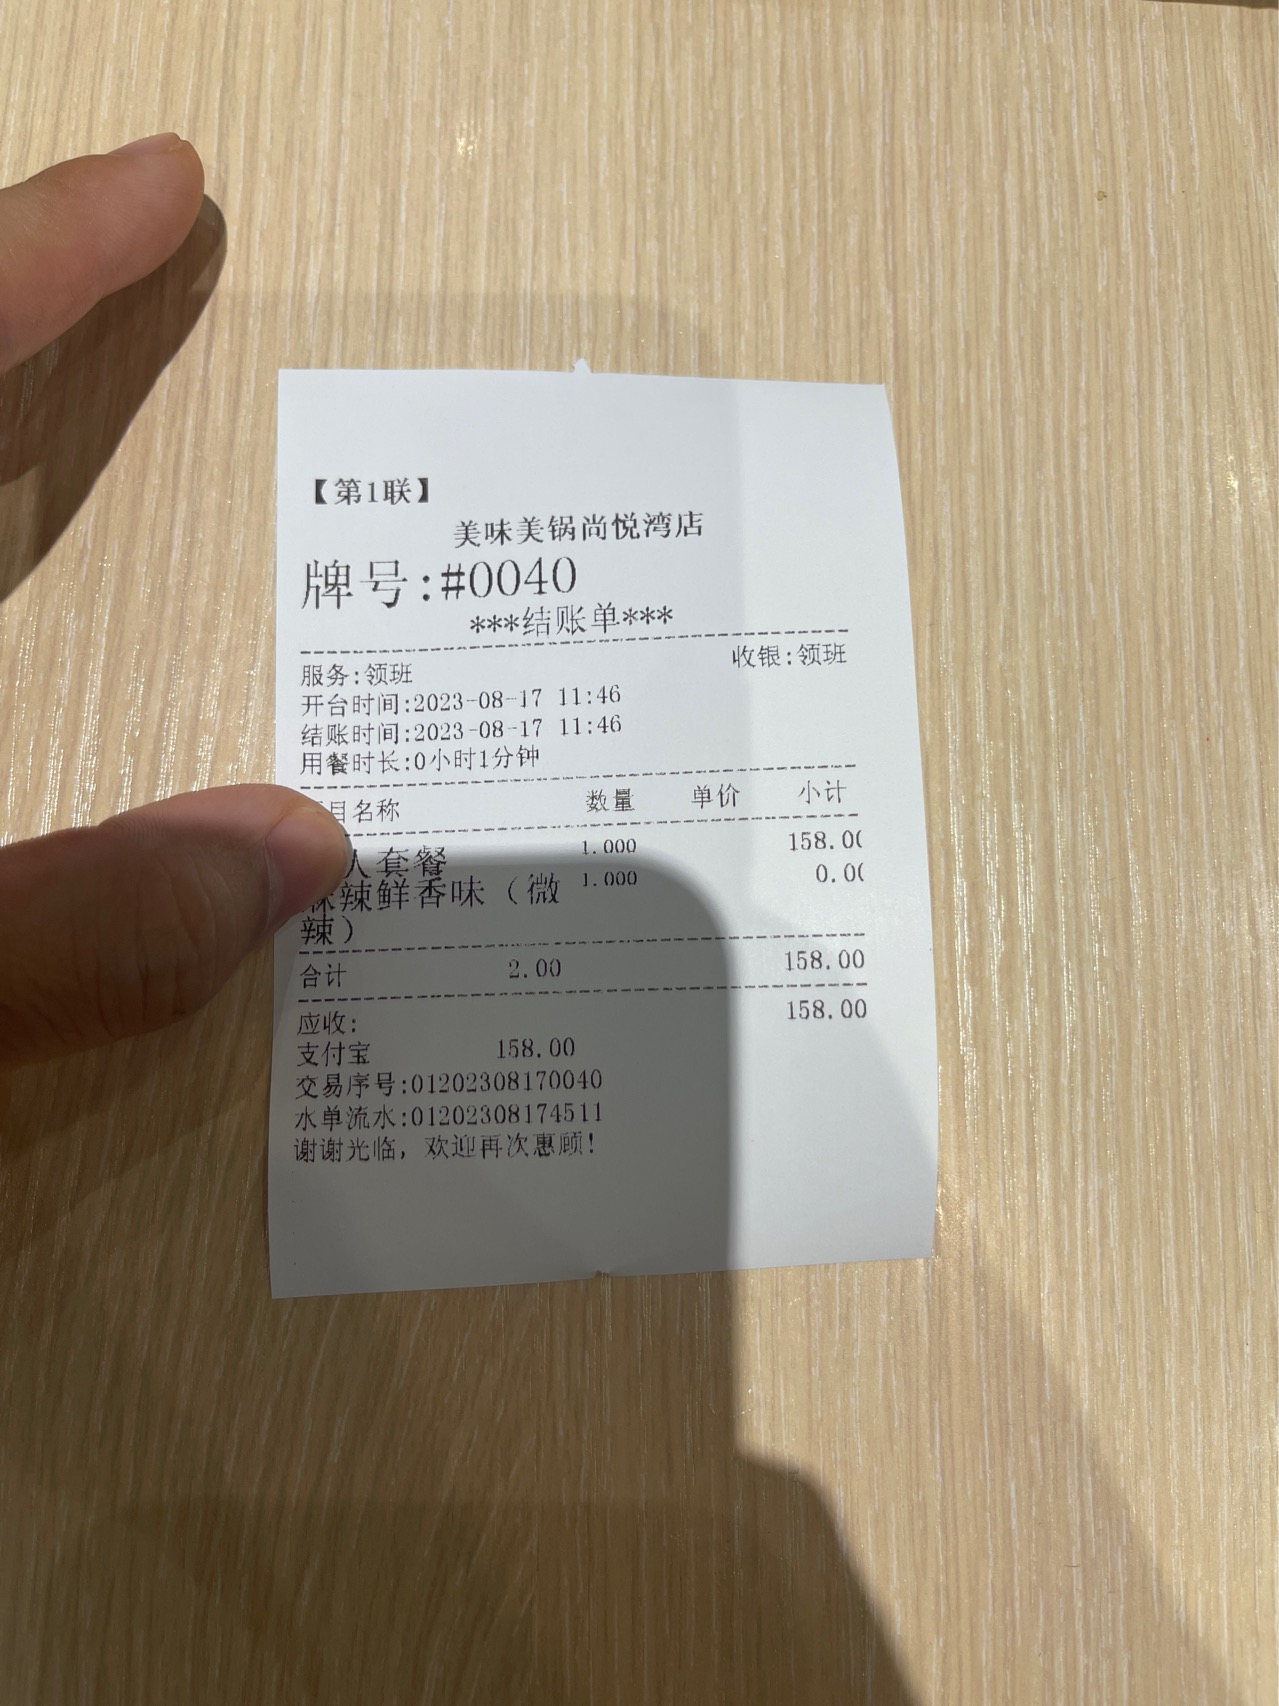 【第1联】
美味美锅尚悦湾店
牌号:#0040
***结账单***
服务:领班 收银:领班
开台时间:2023-08-17 11:46
结账时间:2023-08-17 11:46
用餐时长:0小时1分钟
目名称 数量 单价 小计
人套餐 1.000 158.00
辣鲜香味（微 1.000 0.00
辣）
合计 2.00 158.00
应收: 158.00
支付宝 158.00
交易序号:01202308170040
水单流水:01202308174511
谢谢光临，欢迎再次惠顾!